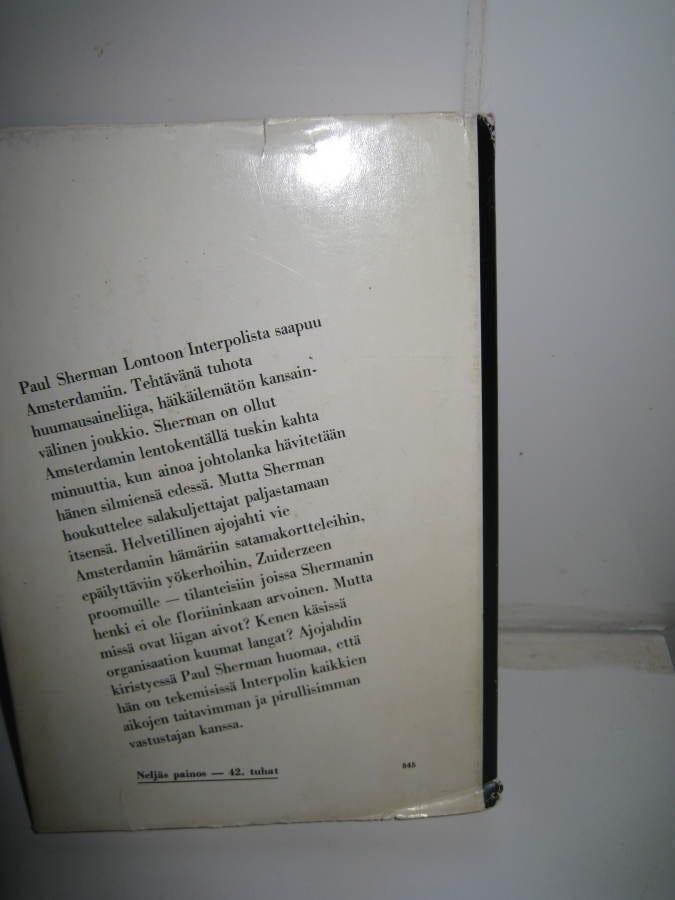 Paul Sherman Lontoon Interpolista saapuu
Amsterdamiin. Tehtävänä tuhota
huumausaineliiga, häikäilemätön kansain-
välinen joukkio. Sherman on ollut
Amsterdamin lentokentällä tuskin kahta
minuuttia, kun ainoa johtolanka hävitetään
hänen silmiensä edessä. Mutta Sherman
houkuttelee salakuljettajat paljastamaan
itsensä. Helvetillinen ajojahti vie
Amsterdamin hämäriin satamakortteleihin,
epäilyttäviin yökerhoihin, Zuiderzeen
proomuille — tilanteisiin joissa Shermanin
henki ei ole floriininkaan arvoinen. Mutta
missä ovat liigan aivot? Kenen käsissä
organisaation kuumat langat? Ajojahdin
kiristyessä Paul Sherman huomaa, että
hän on tekemisissä Interpolin kaikkien
aikojen taitavimman ja pirullisimman
vastustajan kanssa.
Neljäs painos — 42. tuhat
845